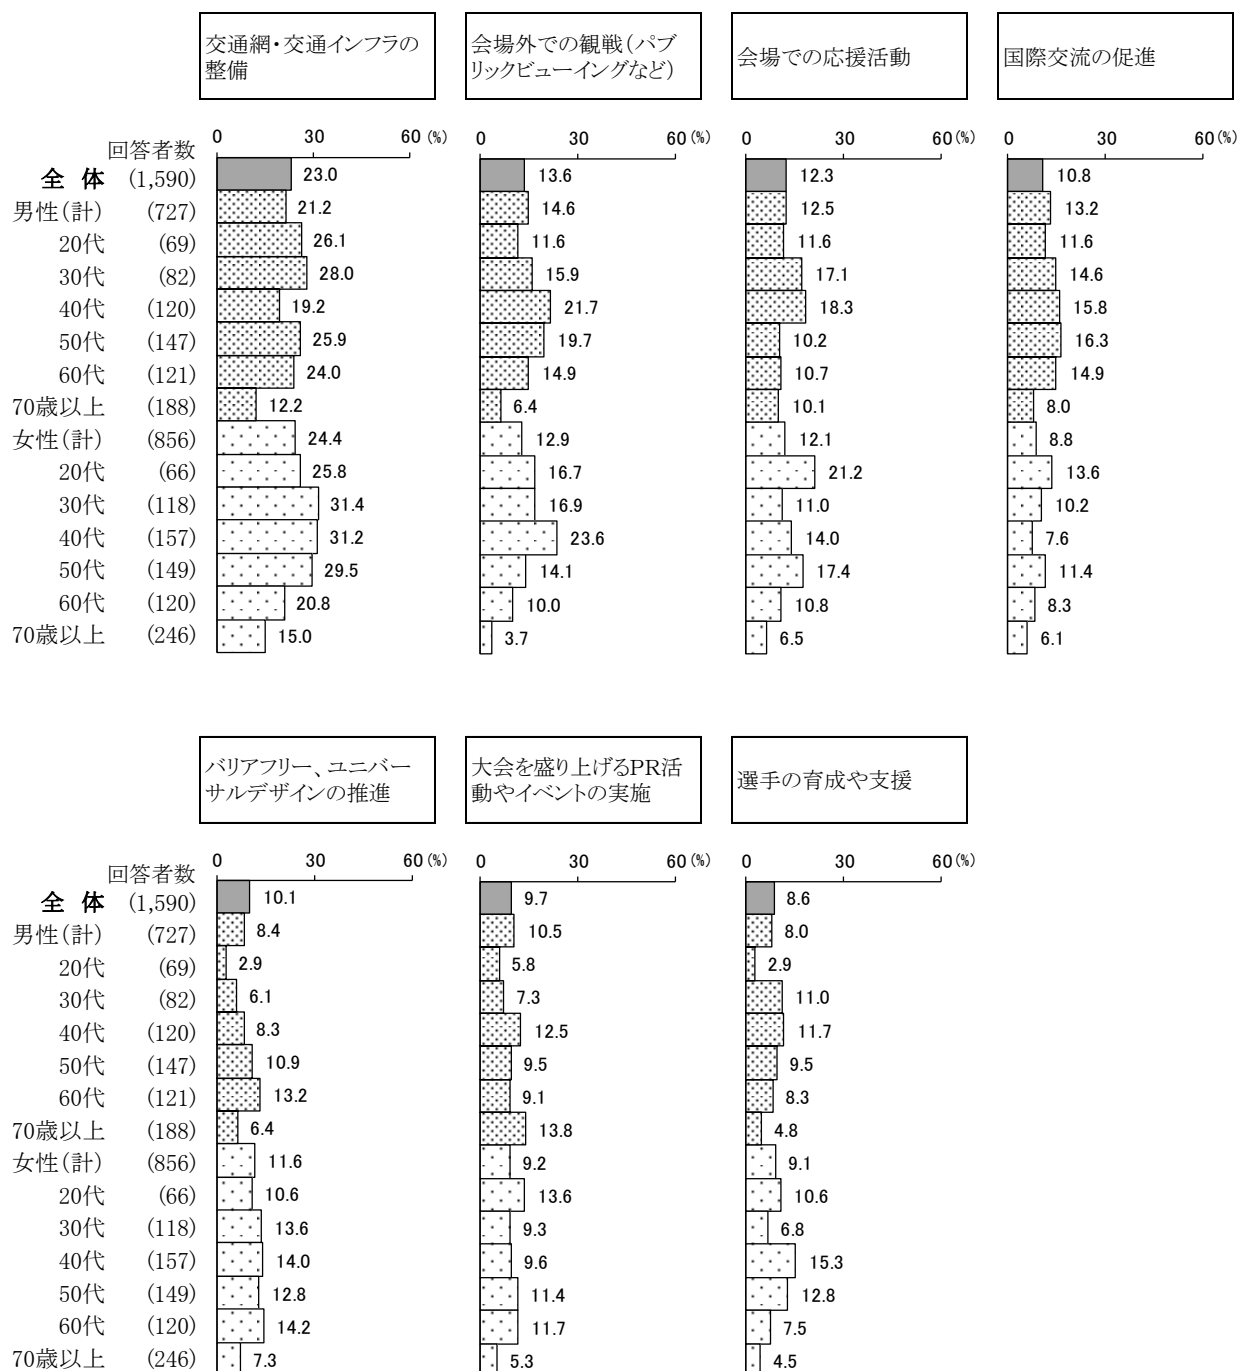 交通網・交通インフラの
整備
会場外での観戦(パブ
リックビューイングなど)
会場での応援活動
国際交流の促進
0 30 60 (%) 0 30 60 (%) 0 30 60 (%) 0 30 60 (%)
回答者数
全 体 (1,590) 23.0 13.6 12.3 10.8
男性(計) (727) 21.2 14.6 12.5 13.2
20代 (69) 26.1 11.6 11.6 11.6
30代 (82) 28.0 15.9 17.1 14.6
40代 (120) 19.2 21.7 18.3 15.8
50代 (147) 25.9 19.7 10.2 16.3
60代 (121) 24.0 14.9 10.7 14.9
70歳以上 (188) 12.2 6.4 10.1 8.0
女性(計) (856) 24.4 12.9 12.1 8.8
20代 (66) 25.8 16.7 21.2 13.6
30代 (118) 31.4 16.9 11.0 10.2
40代 (157) 31.2 23.6 14.0 7.6
50代 (149) 29.5 14.1 17.4 11.4
60代 (120) 20.8 10.0 10.8 8.3
70歳以上 (246) 15.0 3.7 6.5 6.1
バリアフリー、ユニバー
サルデザインの推進
大会を盛り上げるPR活
動やイベントの実施
選手の育成や支援
0 30 60 (%) 0 30 60 (%) 0 30 60 (%)
回答者数
全 体 (1,590) 10.1 9.7 8.6
男性(計) (727) 8.4 10.5 8.0
20代 (69) 2.9 5.8 2.9
30代 (82) 6.1 7.3 11.0
40代 (120) 8.3 12.5 11.7
50代 (147) 10.9 9.5 9.5
60代 (121) 13.2 9.1 8.3
70歳以上 (188) 6.4 13.8 4.8
女性(計) (856) 11.6 9.2 9.1
20代 (66) 10.6 13.6 10.6
30代 (118) 13.6 9.3 6.8
40代 (157) 14.0 9.6 15.3
50代 (149) 12.8 11.4 12.8
60代 (120) 14.2 11.7 7.5
70歳以上 (246) 7.3 5.3 4.5